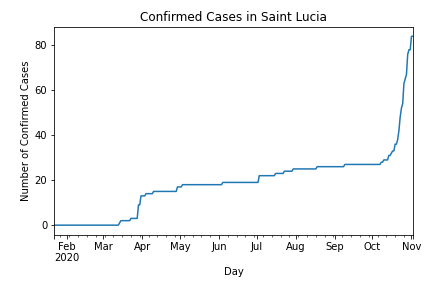 Confirmed Cases in Saint Lucia
Number of Confirmed Cases
80
60
40
20
0
Feb Mar Apr May Jun Jul Aug Sep Oct Nov
2020
Day